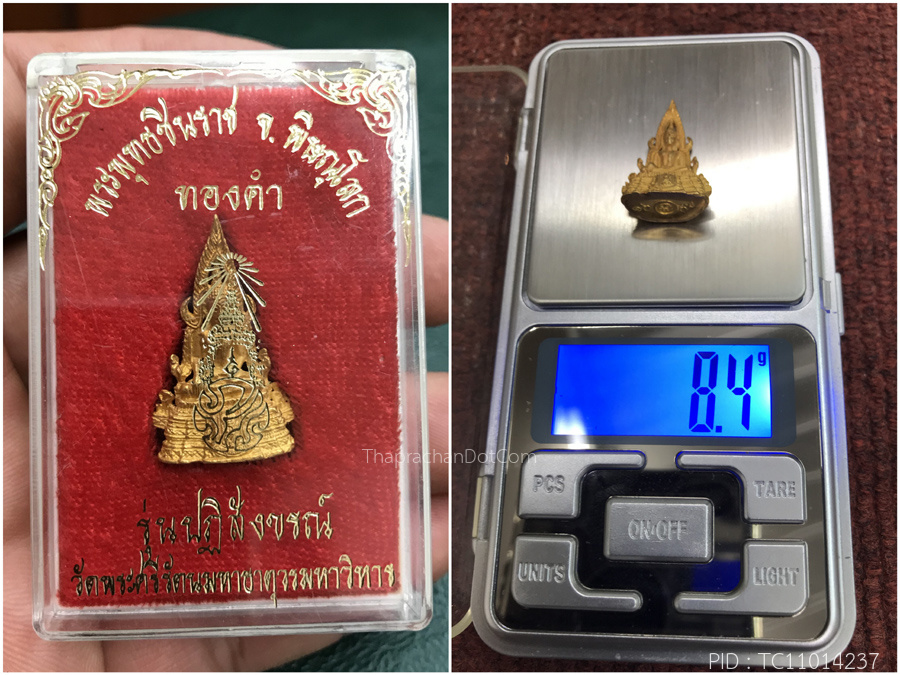 พระพุทธชินราช จ.พิษณุโลก
ทองคำ
ThaprachanDotCom
รุ่นปฏิสังขรณ์
วัดพระศรีรัตนมหาธาตุวรมหาวิหาร
8.4 g
PCS
TARE
ON·OFF
UNITS
LIGHT
PID : TC11014237